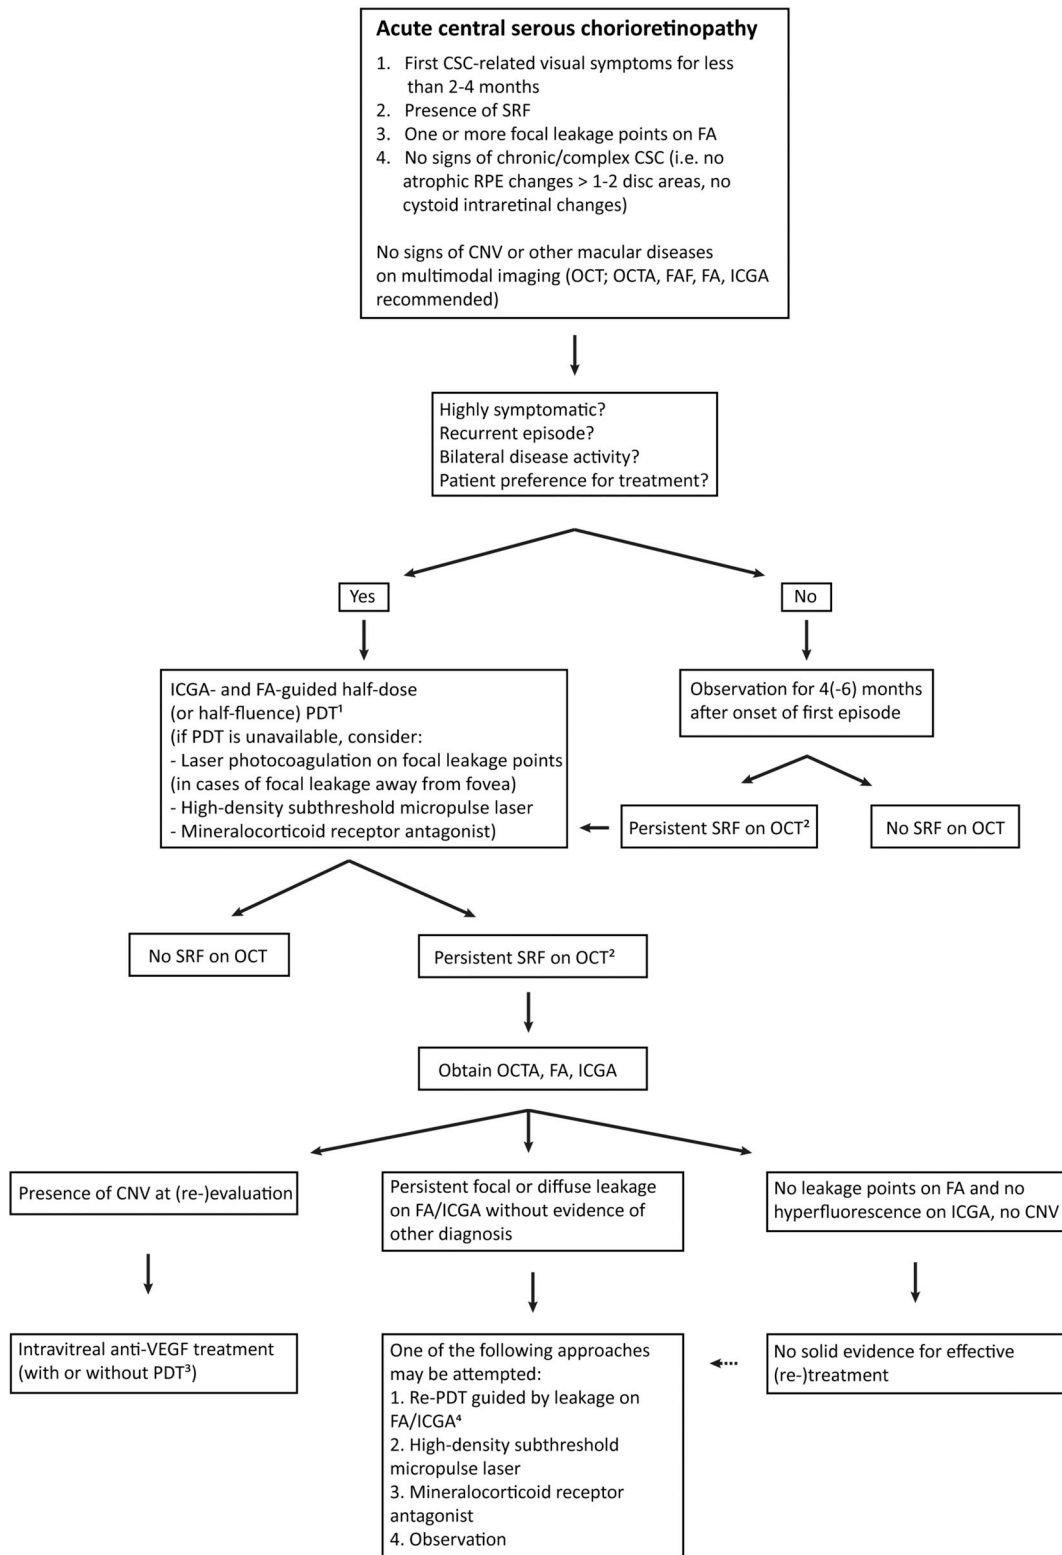 Acute central serous chorioretinopathy
1. First CSC-related visual symptoms for less
than 2-4 months
2. Presence of SRF
3. One or more focal leakage points on FA
4. No signs of chronic/complex CSC (i.e. no
atrophic RPE changes > 1-2 disc areas, no
cystoid intraretinal changes)
No signs of CNV or other macular diseases
on multimodal imaging (OCT; OCTA, FAF, FA, ICGA
recommended)
Highly symptomatic?
Recurrent episode?
Bilateral disease activity?
Patient preference for treatment?
Yes
No
ICGA- and FA-guided half-dose
(or half-fluence) PDT¹
(if PDT is unavailable, consider:
- Laser photocoagulation on focal leakage points
(in cases of focal leakage away from fovea)
- High-density subthreshold micropulse laser
- Mineralocorticoid receptor antagonist)
Observation for 4(-6) months
after onset of first episode
Persistent SRF on OCT²
No SRF on OCT
No SRF on OCT
Persistent SRF on OCT²
Obtain OCTA, FA, ICGA
Presence of CNV at (re-)evaluation
Persistent focal or diffuse leakage
on FA/ICGA without evidence of
other diagnosis
No leakage points on FA and no
hyperfluorescence on ICGA, no CNV
Intravitreal anti-VEGF treatment
(with or without PDT³)
One of the following approaches
may be attempted:
1. Re-PDT guided by leakage on
FA/ICGA⁴
2. High-density subthreshold
micropulse laser
3. Mineralocorticoid receptor
antagonist
4. Observation
No solid evidence for effective
(re-)treatment